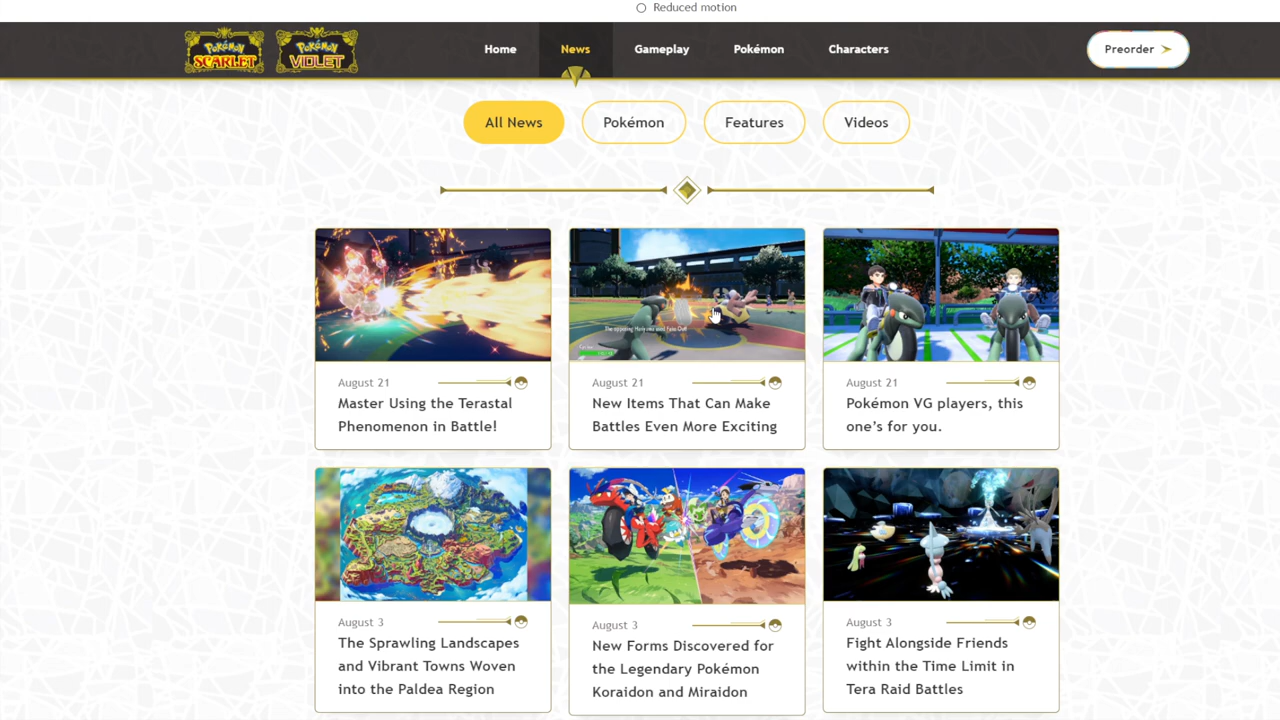 Reduced motion
POKÉMON SCARLET
POKÉMON VIOLET
Home
News
Gameplay
Pokémon
Characters
Preorder
All News
Pokémon
Features
Videos
August 21
Master Using the Terastal
Phenomenon in Battle!
August 21
New Items That Can Make
Battles Even More Exciting
August 21
Pokémon VG players, this
one's for you.
August 3
The Sprawling Landscapes
and Vibrant Towns Woven
into the Paldea Region
August 3
New Forms Discovered for
the Legendary Pokémon
Koraidon and Miraidon
August 3
Fight Alongside Friends
within the Time Limit in
Tera Raid Battles